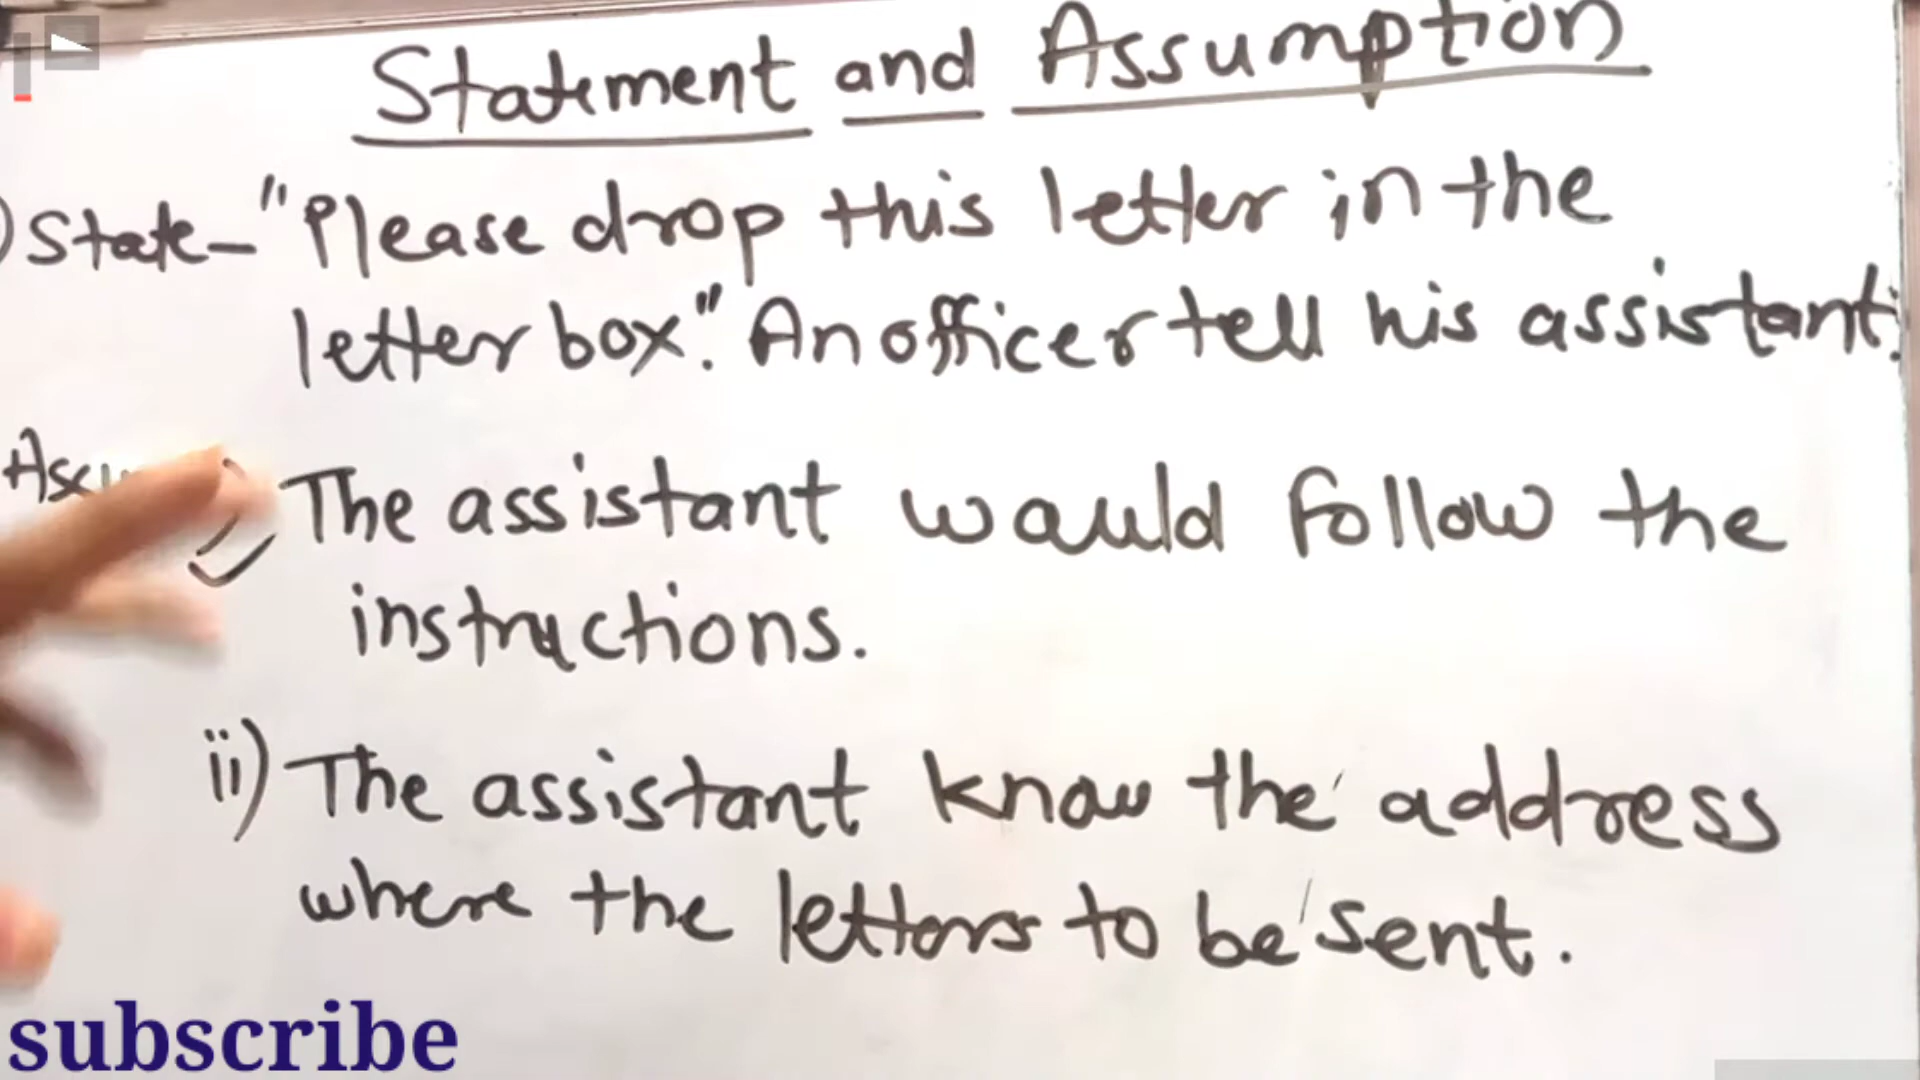 Statement and Assumption
) State - "Please drop this letter in the
letter box". An officer tell his assistant.
The assistant would follow the
instructions.
ii) The assistant know the address
where the letters to be sent.
subscribe